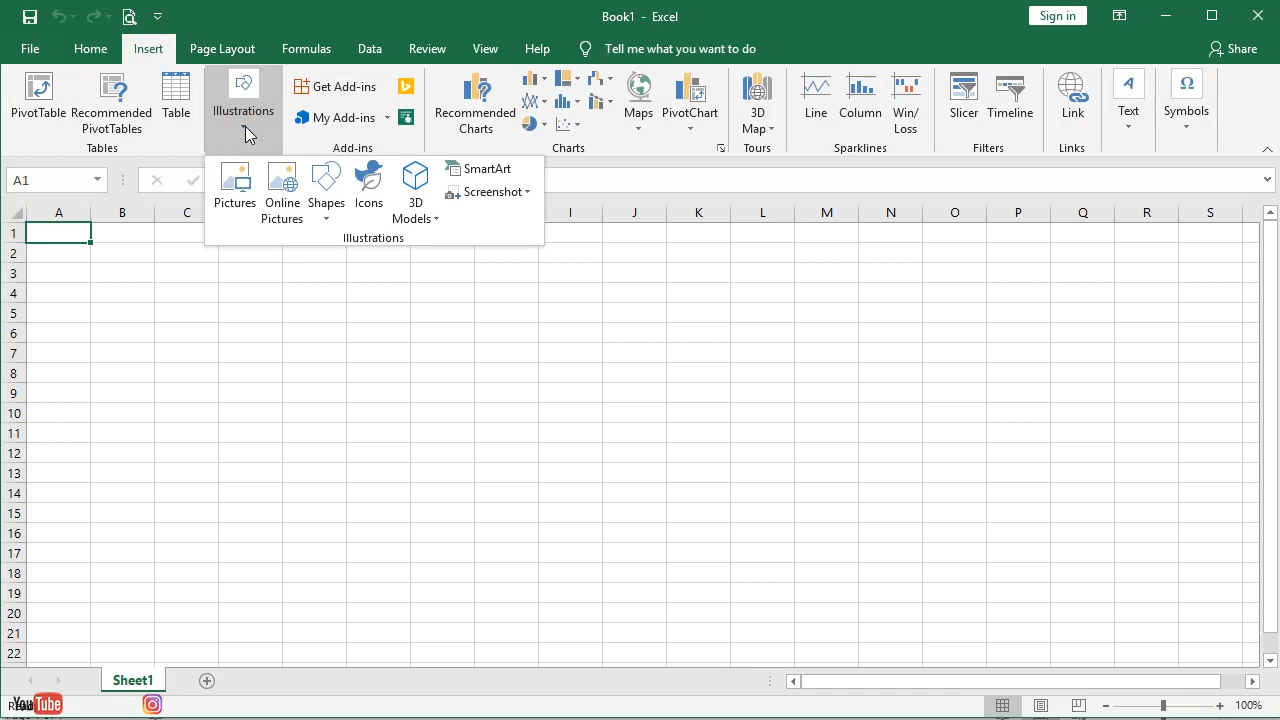 Book1 - Excel
Sign in
File Home Insert Page Layout Formulas Data Review View Help Tell me what you want to do Share
PivotTable
Recommended PivotTables
Table
Tables
Illustrations
Get Add-ins
My Add-ins
Add-ins
Recommended Charts
Maps
PivotChart
Charts
3D Map
Tours
Line
Column
Win/ Loss
Sparklines
Slicer
Timeline
Filters
Link
Links
Text
Symbols
Pictures
Online Pictures
Shapes
Icons
3D Models
SmartArt
Screenshot
Illustrations
A1
A B C I J K L M N O P Q R S
1
2
3
4
5
6
7
8
9
10
11
12
13
14
15
16
17
18
19
20
21
22
Sheet1
YouTube
100%